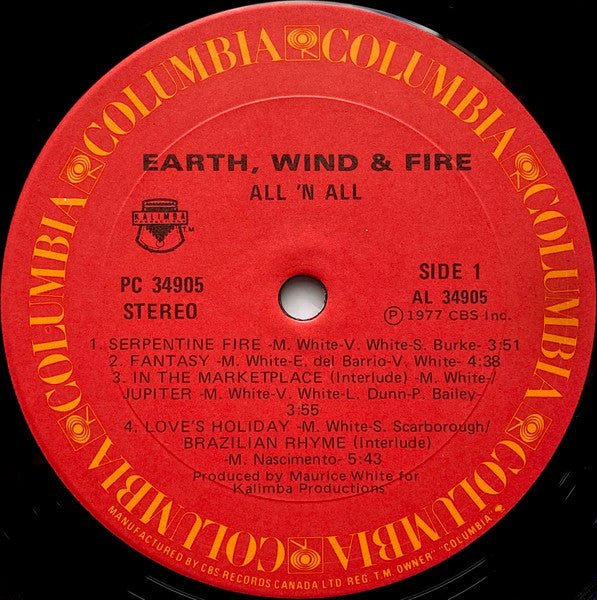 COLUMBIA COLUMBIA COLUMBIA COLUMBIA COLUMBIA COLUMBIA
EARTH, WIND & FIRE
ALL 'N ALL
KALIMBA
TM
PC 34905
STEREO
SIDE 1
AL 34905
Ⓟ 1977 CBS Inc.
1. SERPENTINE FIRE -M. White-V. White-S. Burke- 3:51
2. FANTASY -M. White-E. del Barrio-V. White- 4:38
3. IN THE MARKETPLACE (Interlude) -M. White-/
JUPITER -M. White-V. White-L. Dunn-P. Bailey-
3:55
4. LOVE'S HOLIDAY -M. White-S. Scarborough/
BRAZILIAN RHYME (Interlude)
-M. Nascimento- 5:43
Produced by Maurice White for
Kalimba Productions
MANUFACTURED BY CBS RECORDS CANADA LTD. REG. T.M. OWNER "COLUMBIA"